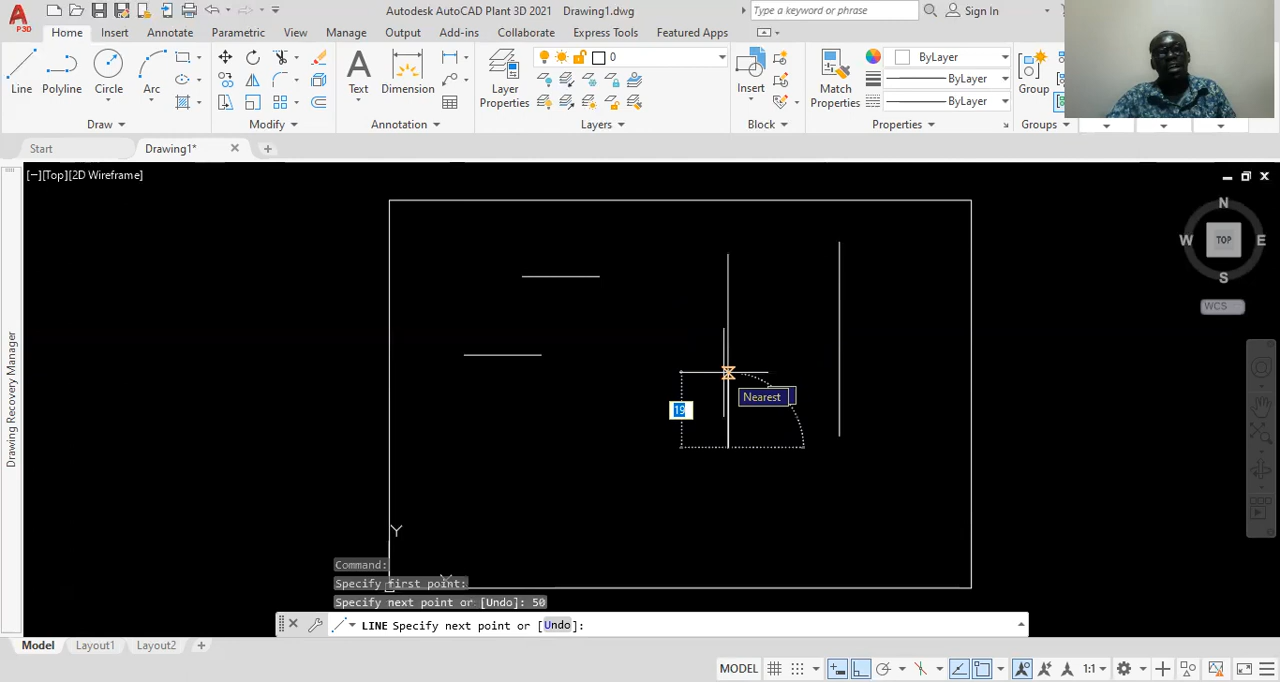 Autodesk AutoCAD Plant 3D 2021 Drawing1.dwg
Type a keyword or phrase
Sign In
P3D
Home Insert Annotate Parametric View Manage Output Add-ins Collaborate Express Tools Featured Apps
Line Polyline Circle Arc Text Dimension Layer Properties 0 Insert Match Properties ByLayer ByLayer ByLayer Group
Draw Modify Annotation Layers Block Properties Groups
Start Drawing1*
[−][Top][2D Wireframe]
N
W TOP E
S
WCS
Drawing Recovery Manager
Nearest
19
Y
Command:
Specify first point:
Specify next point or [Undo]: 50
LINE Specify next point or [Undo]:
Model Layout1 Layout2 +
MODEL 1:1